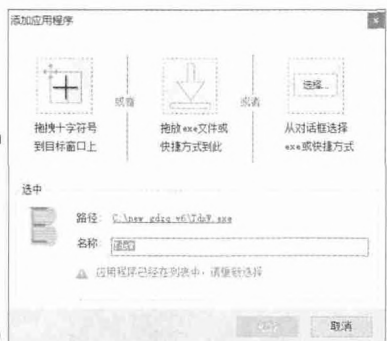 添加应用程序
选择...
或者
或者
拖拽十字符号
到目标窗口上
拖放exe文件或
快捷方式到此
从对话框选择
exe或快捷方式
选中
路径: C:\new_gdzq_v6\TdxW.exe
名称:
应用程序已经在列表中，请重新选择
取消